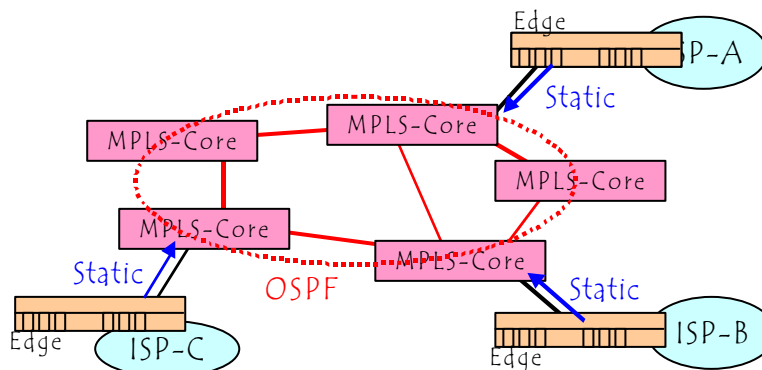 Edge
SP-A
Static
MPLS-Core
MPLS-Core
MPLS-Core
MPLS-Core
MPLS-Core
Static
OSPF
Static
Edge
ISP-C
Edge
ISP-B